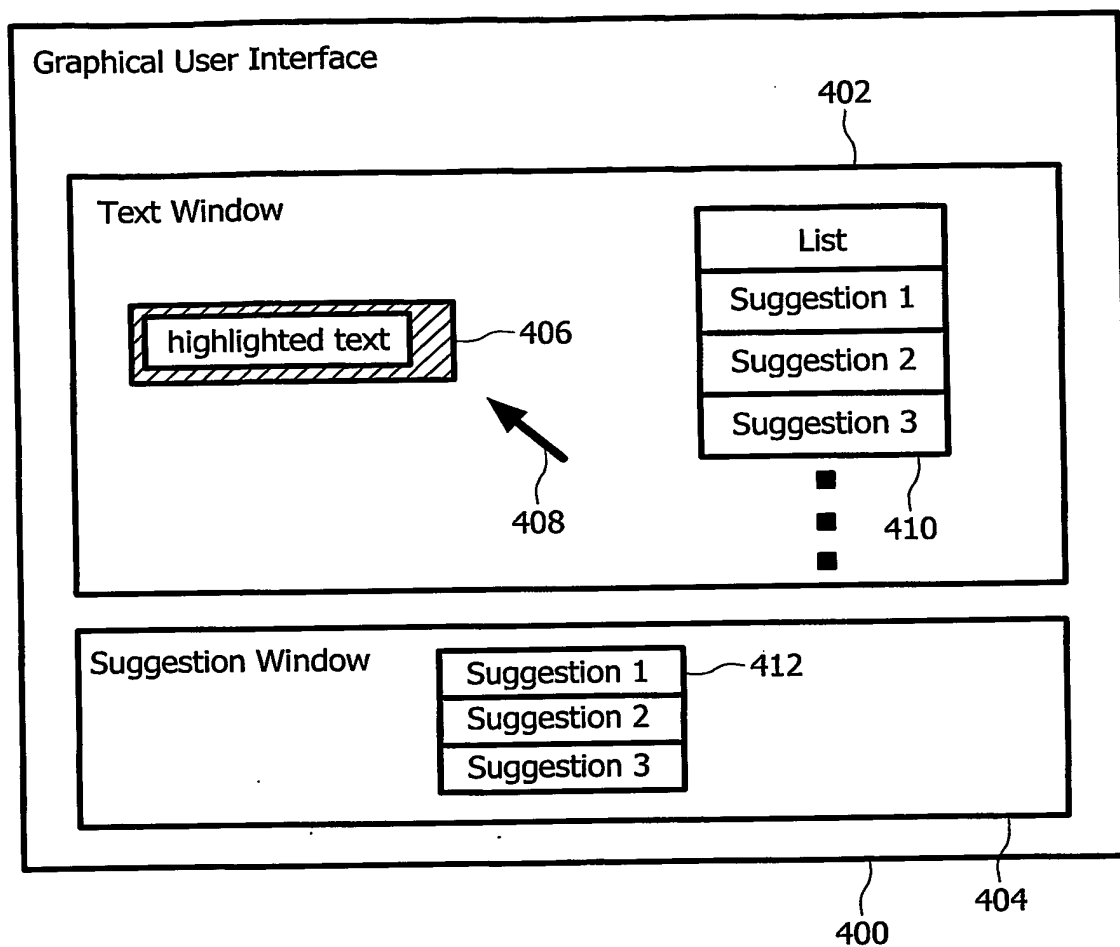 Graphical User Interface
402
Text Window
List
Suggestion 1
highlighted text
406
Suggestion 2
Suggestion 3
408
410
Suggestion Window
Suggestion 1
412
Suggestion 2
Suggestion 3
404
400